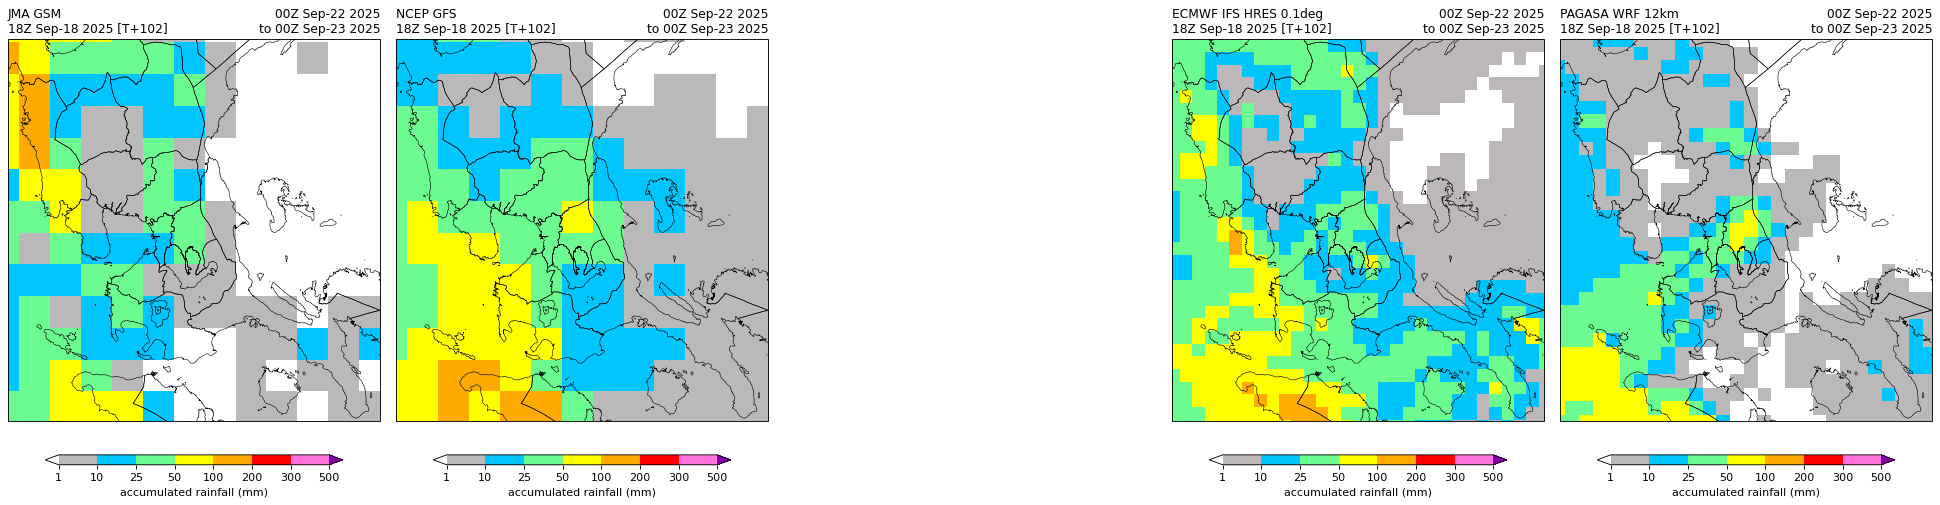 JMA GSM 00Z Sep-22 2025
18Z Sep-18 2025 [T+102] to 00Z Sep-23 2025
1 10 25 50 100 200 300 500
accumulated rainfall (mm)
NCEP GFS 00Z Sep-22 2025
18Z Sep-18 2025 [T+102] to 00Z Sep-23 2025
1 10 25 50 100 200 300 500
accumulated rainfall (mm)
ECMWF IFS HRES 0.1deg 00Z Sep-22 2025
18Z Sep-18 2025 [T+102] to 00Z Sep-23 2025
1 10 25 50 100 200 300 500
accumulated rainfall (mm)
PAGASA WRF 12km 00Z Sep-22 2025
18Z Sep-18 2025 [T+102] to 00Z Sep-23 2025
1 10 25 50 100 200 300 500
accumulated rainfall (mm)